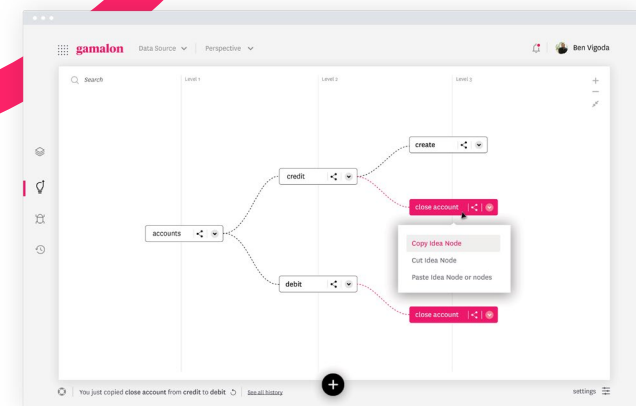 gamalon
Data Source
Perspective
Ben Vigoda
Search
Level 1
Level 2
Level 3
create
credit
close account
accounts
Copy Idea Node
Cut Idea Node
Paste Idea Node or nodes
debit
close account
You just copied close account from credit to debit
See all history
settings